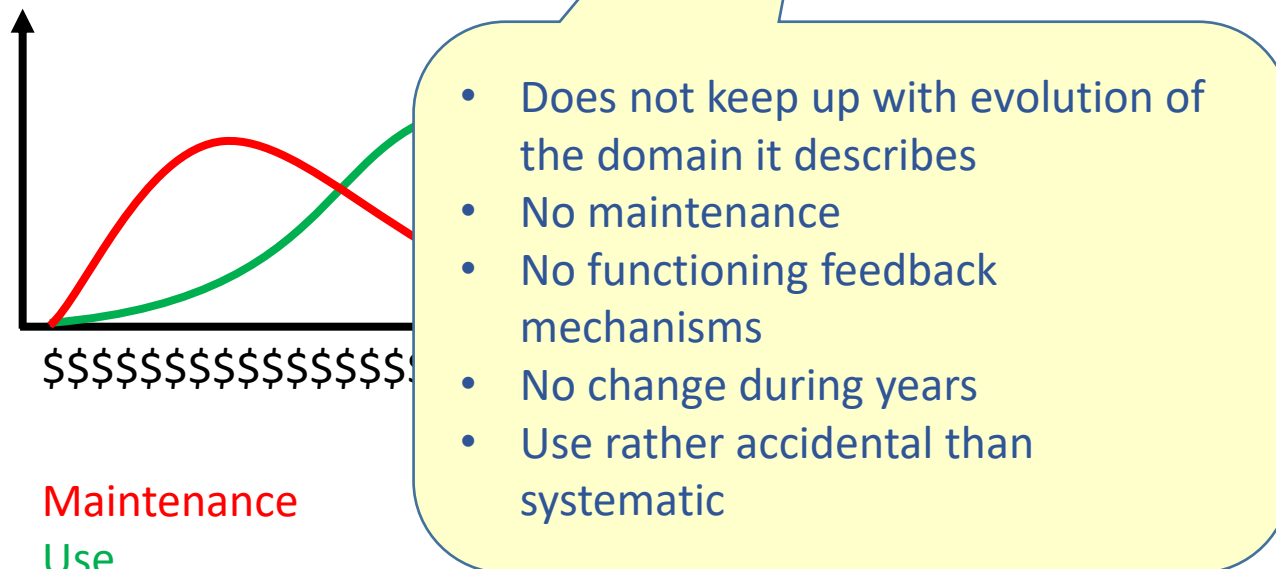 • Does not keep up with evolution of
the domain it describes
• No maintenance
• No functioning feedback
mechanisms
• No change during years
• Use rather accidental than
systematic
$$$$$$$$$$$$$$$
Maintenance
Use